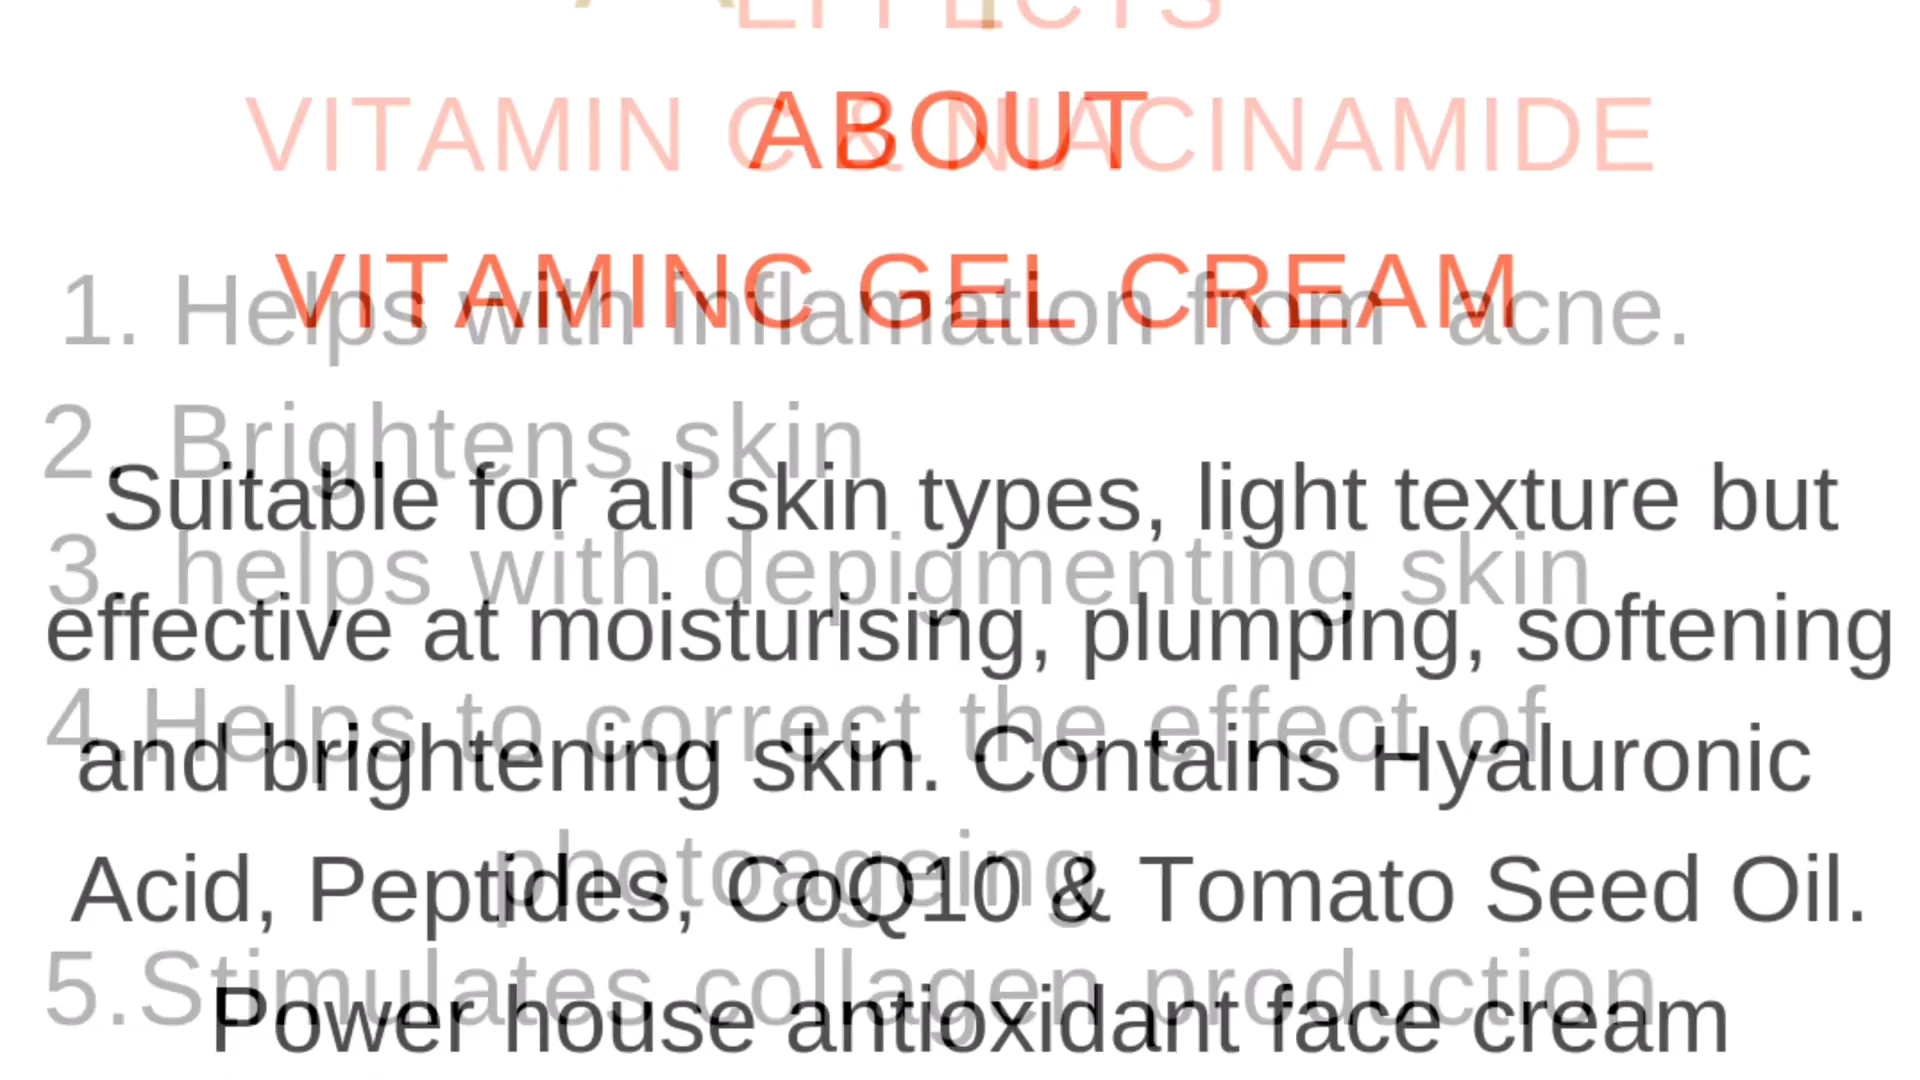 EFFECTS
VITAMIN C & NIACINAMIDE
1. Helps with inflamation from acne.
2. Brightens skin
3. helps with depigmenting skin
4.Helps to correct the effect of
photoageing
5.Stimulates collagen production
ABOUT
VITAMINC GEL CREAM
Suitable for all skin types, light texture but
effective at moisturising, plumping, softening
and brightening skin. Contains Hyaluronic
Acid, Peptides, CoQ10 & Tomato Seed Oil.
Power house antioxidant face cream